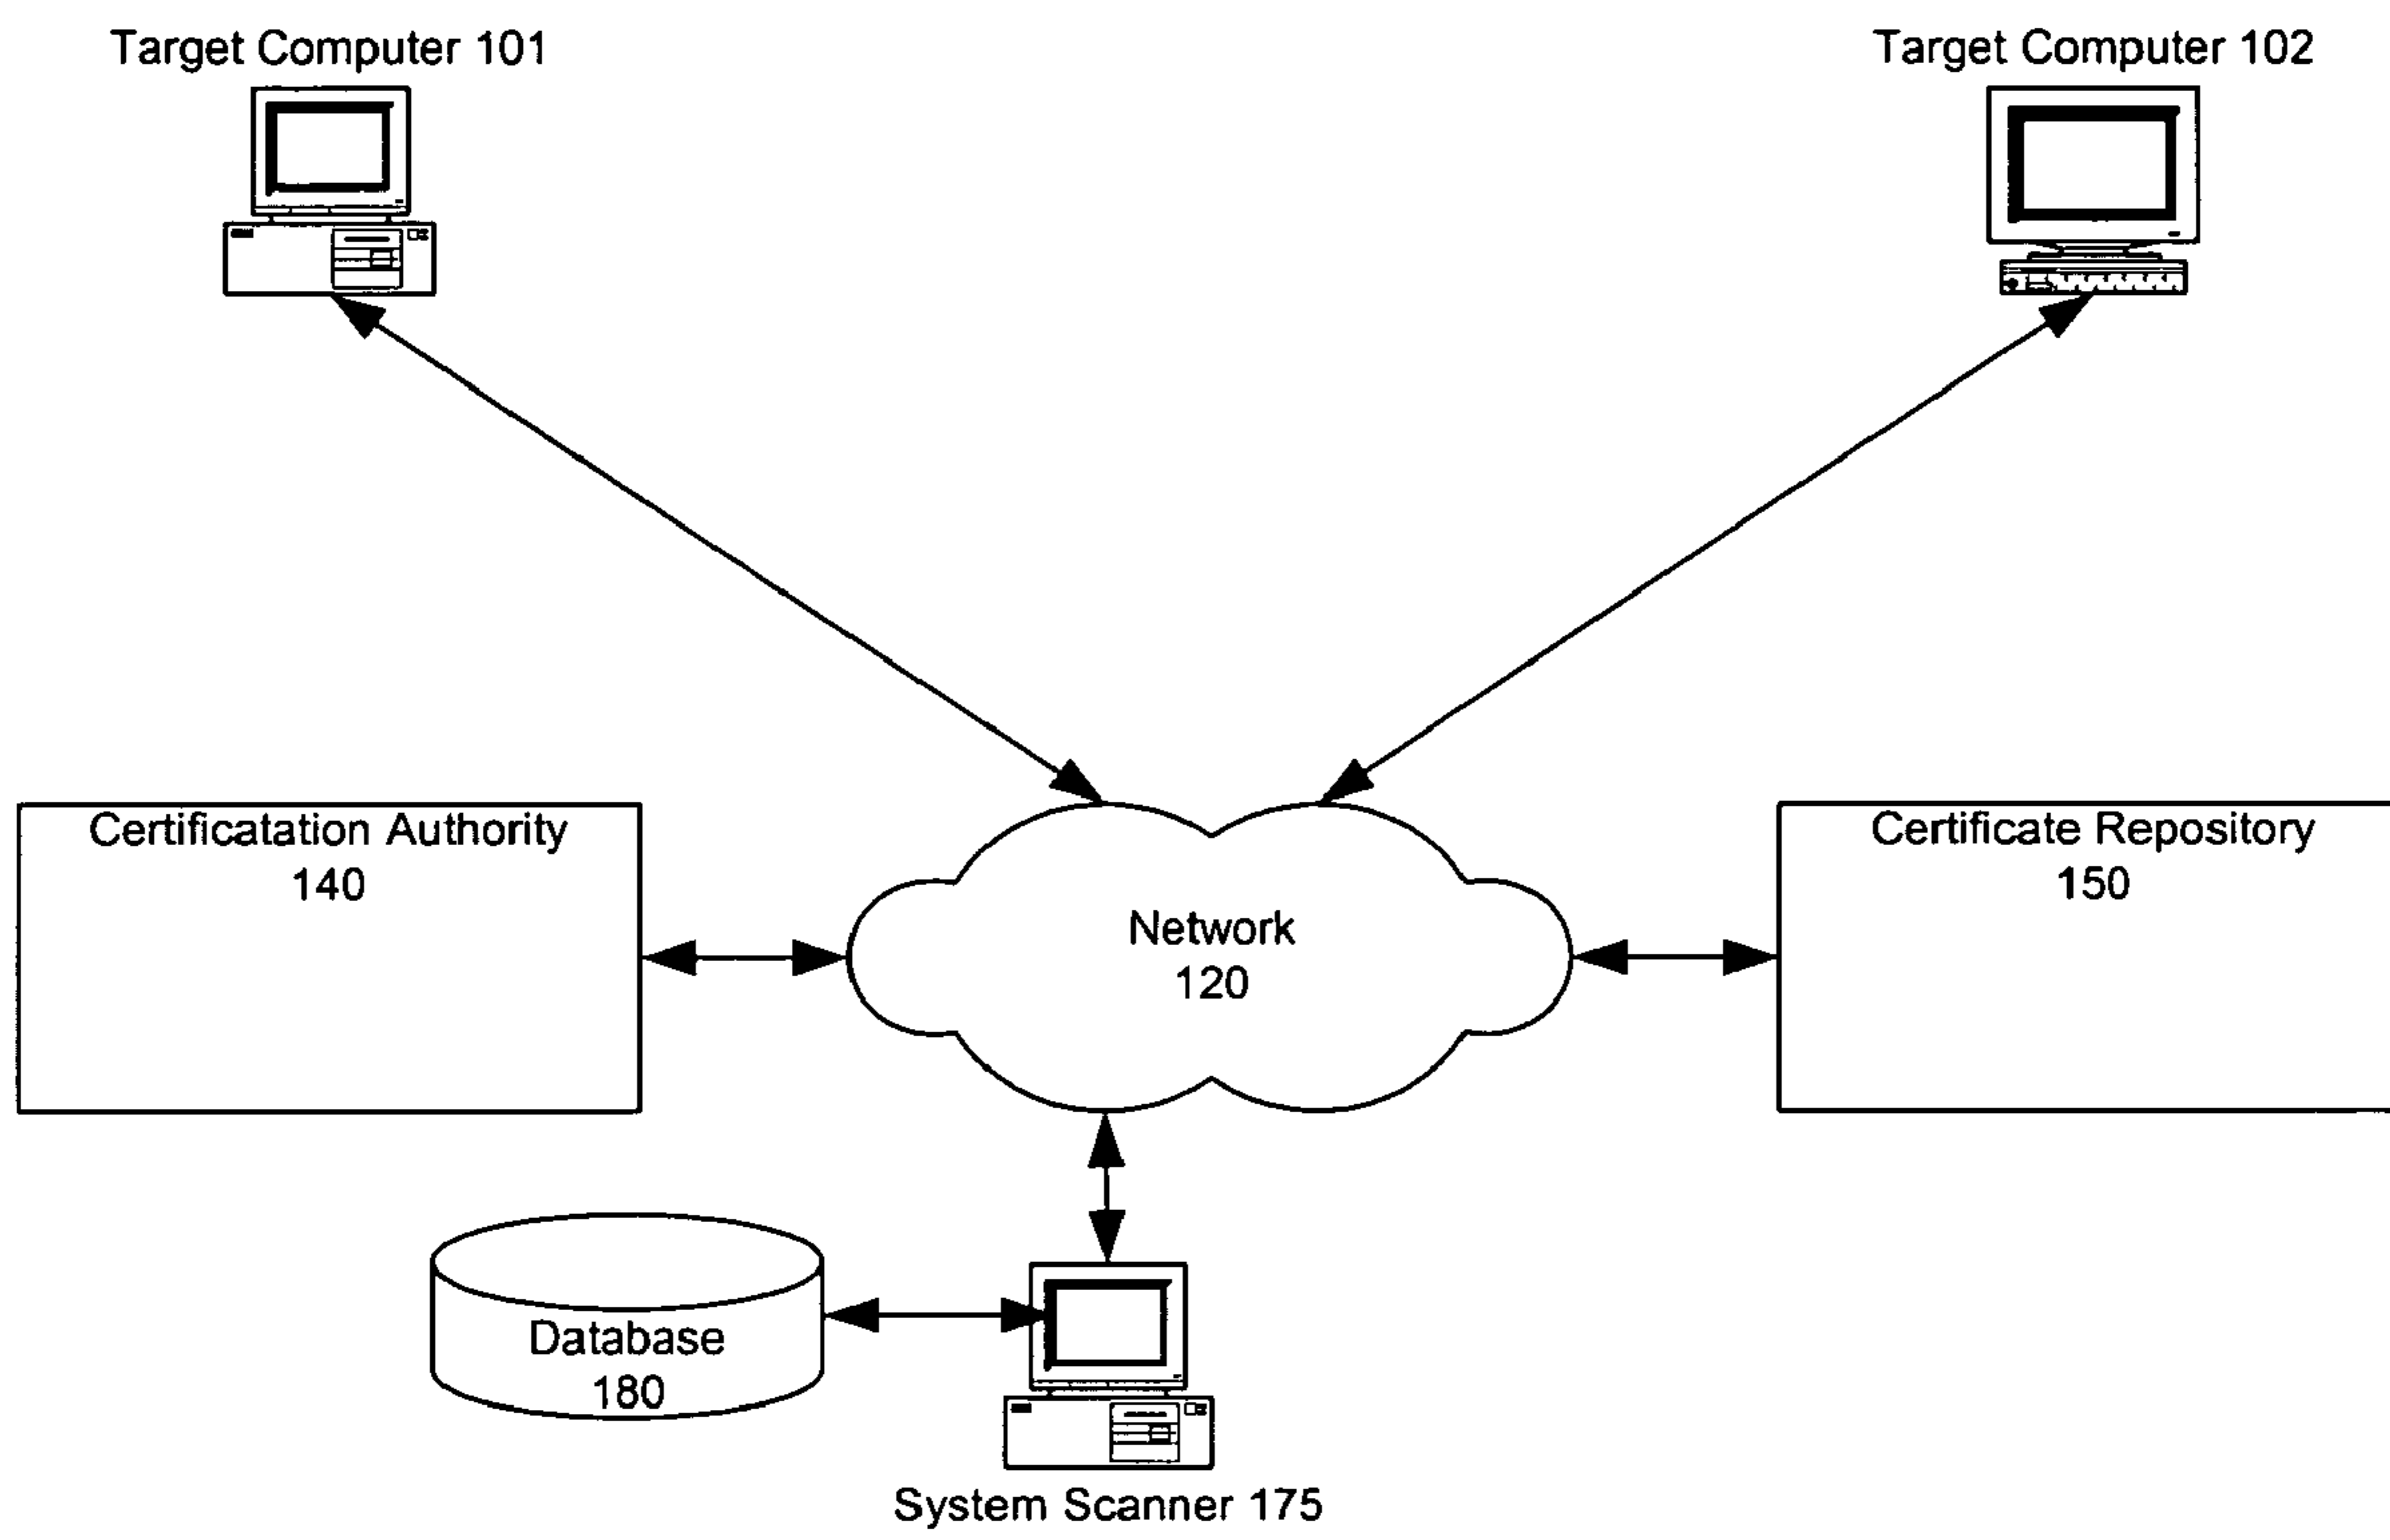 Target Computer 101
Target Computer 102
Certificatation Authority
140
Network
120
Certificate Repository
150
Database
180
System Scanner 175